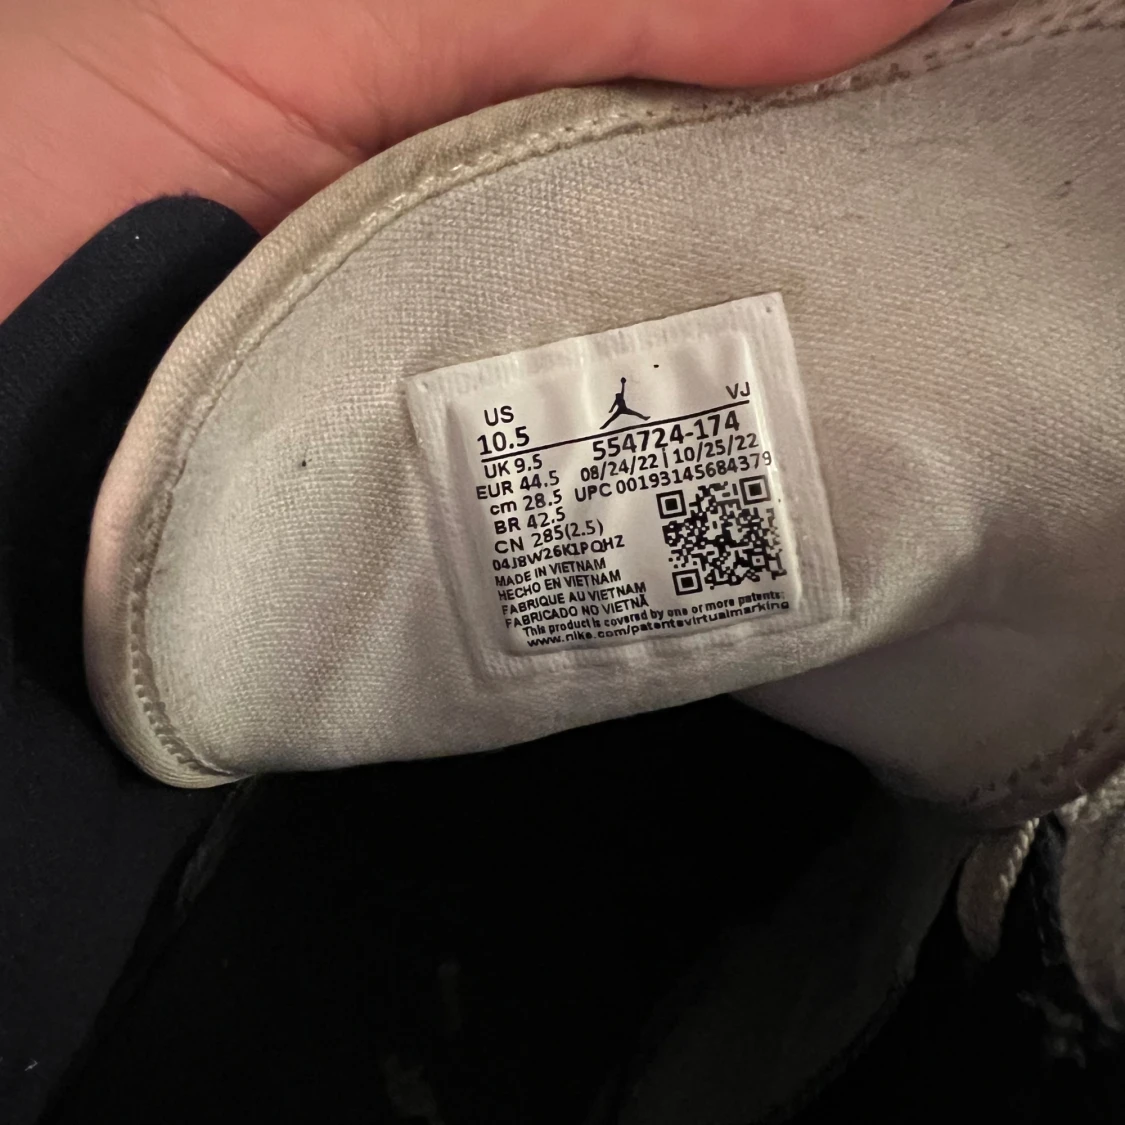 US
10.5
VJ
UK 9.5
554724-174
EUR 44.5
08/24/22 | 10/25/22
cm 28.5
UPC 00193145684379
BR 42.5
CN 285(2.5)
04J8W26K1PQHZ
MADE IN VIETNAM
HECHO EN VIETNAM
FABRIQUE AU VIETNAM
FABRICADO NO VIETNÃ
This product is covered by one or more patents:
www.nike.com/patentsvirtualmarking